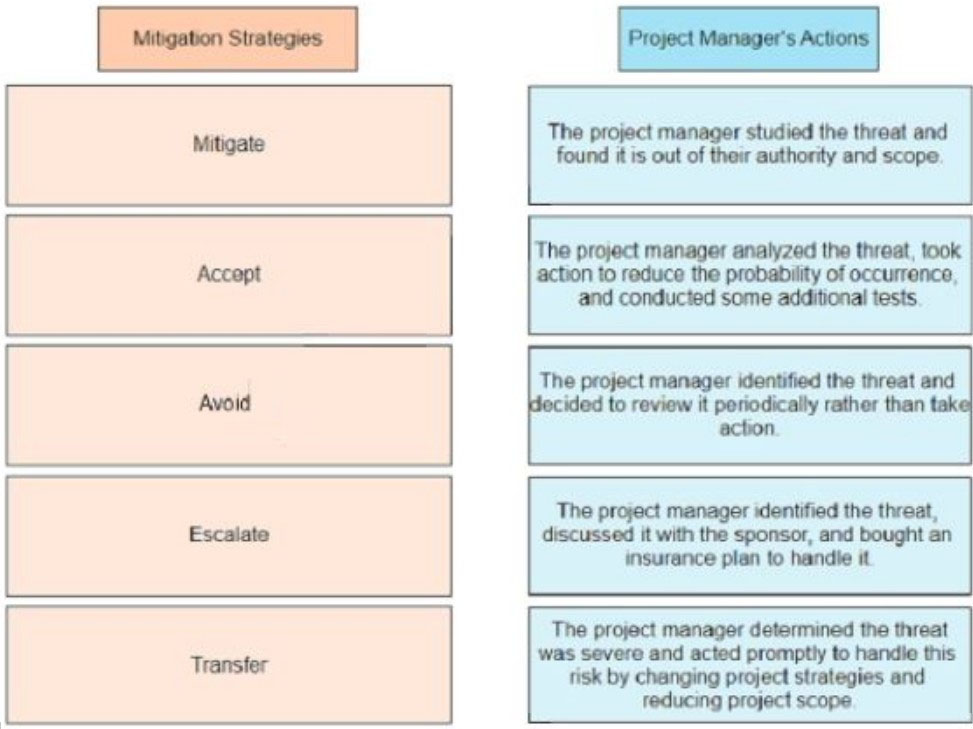 Mitigation Strategies
Project Manager's Actions
Mitigate
The project manager studied the threat and
found it is out of their authority and scope.
Accept
The project manager analyzed the threat, took
action to reduce the probability of occurrence,
and conducted some additional tests.
Avoid
The project manager identified the threat and
decided to review it periodically rather than take
action.
Escalate
The project manager identified the threat,
discussed it with the sponsor, and bought an
insurance plan to handle it.
Transfer
The project manager determined the threat
was severe and acted promptly to handle this
risk by changing project strategies and
reducing project scope.